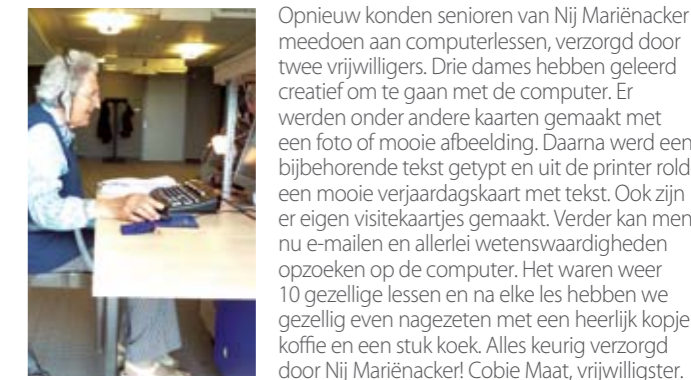 Opnieuw konden senioren van Nij Mariënacker
meedoen aan computerlessen, verzorgd door
twee vrijwilligers. Drie dames hebben geleerd
creatief om te gaan met de computer. Er
werden onder andere kaarten gemaakt met
een foto of mooie afbeelding. Daarna werd een
bijbehorende tekst getypt en uit de printer rolde
een mooie verjaardagskaart met tekst. Ook zijn
er eigen visitekaartjes gemaakt. Verder kan men
nu e-mailen en allerlei wetenswaardigheden
opzoeken op de computer. Het waren weer
10 gezellige lessen en na elke les hebben we
gezellig even nagezeten met een heerlijk kopje
koffie en een stuk koek. Alles keurig verzorgd
door Nij Mariënacker! Cobie Maat, vrijwilligster.